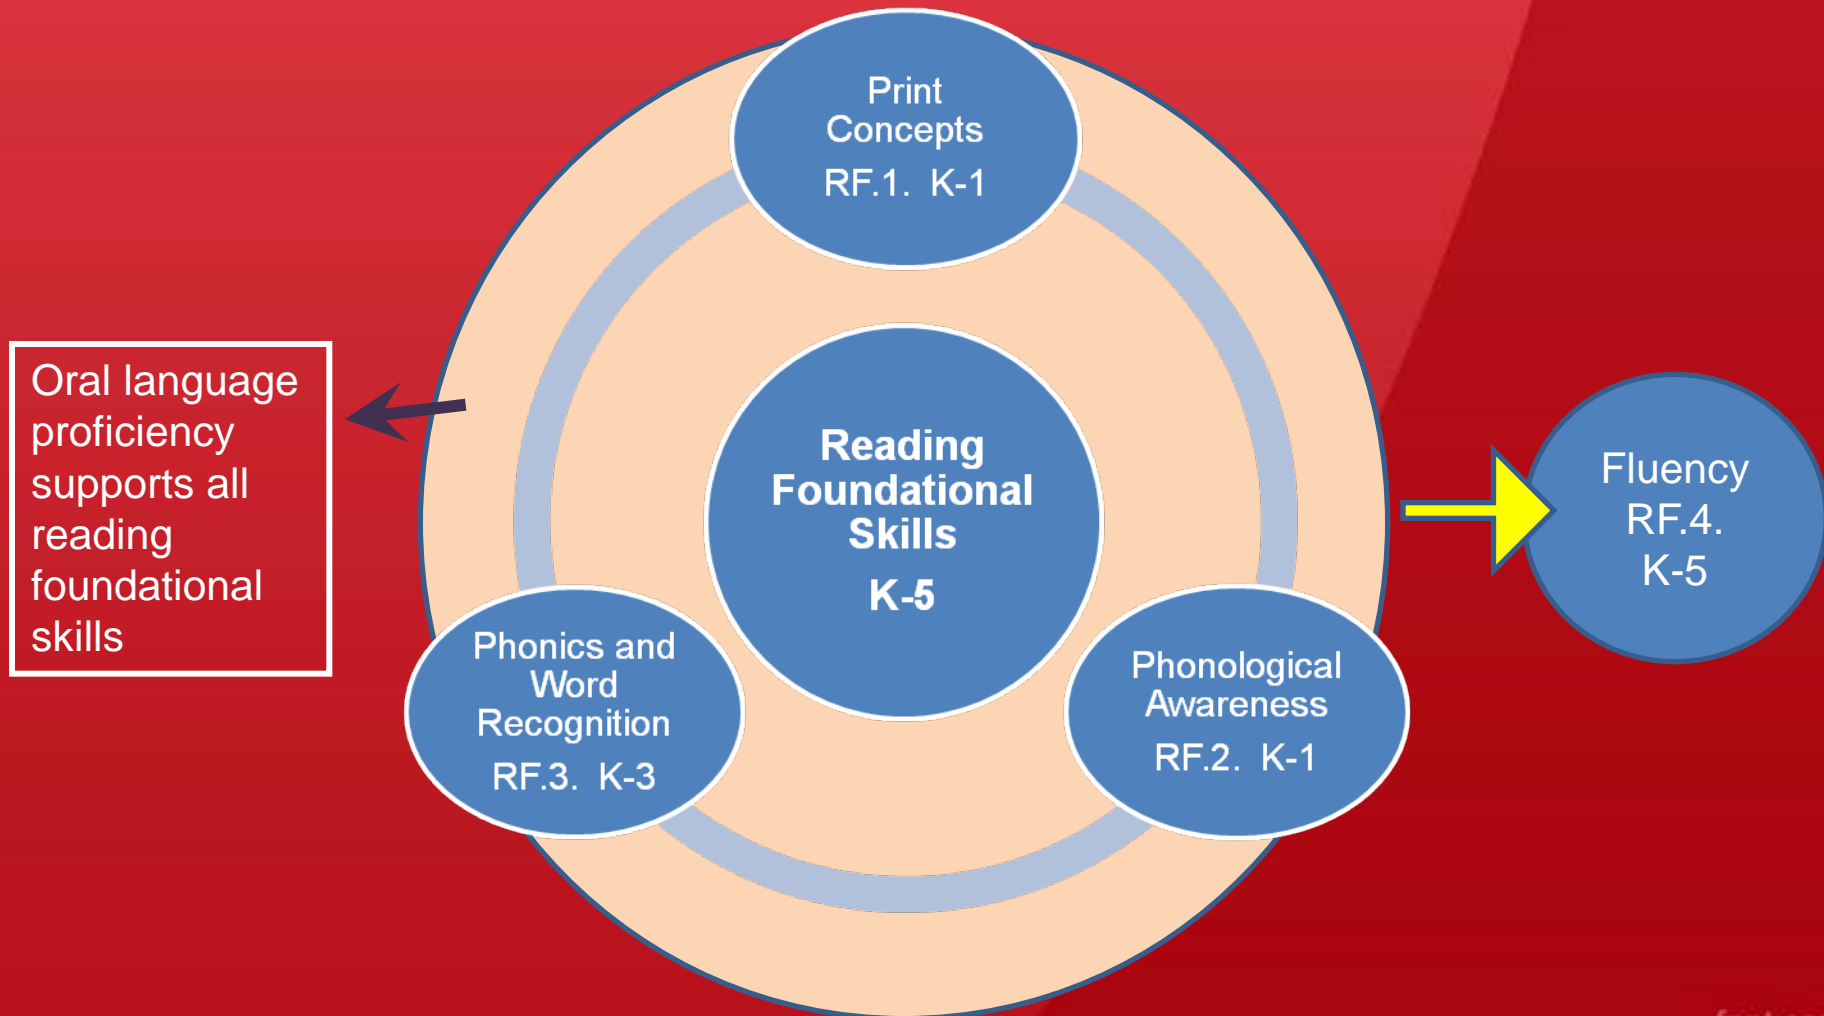 Print
Concepts
RF.1. K-1
Oral language
proficiency
supports all
reading
foundational
skills
Reading
Foundational
Skills
K-5
Fluency
RF.4.
K-5
Phonics and
Word
Recognition
RF.3. K-3
Phonological
Awareness
RF.2. K-1